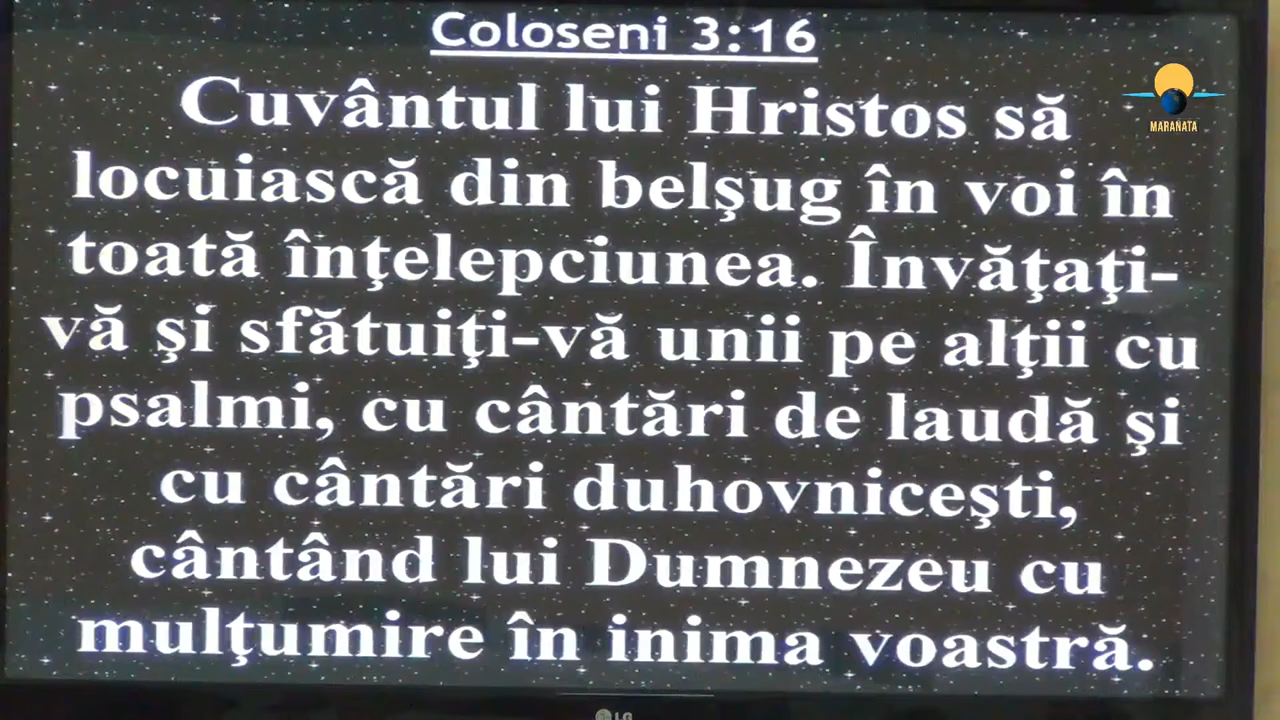 Coloseni 3:16
MARANATA
Cuvântul lui Hristos să
locuiască din belşug în voi în
toată înţelepciunea. Învăţaţi-
vă şi sfătuiţi-vă unii pe alţii cu
psalmi, cu cântări de laudă şi
cu cântări duhovniceşti,
cântând lui Dumnezeu cu
mulţumire în inima voastră.
LG